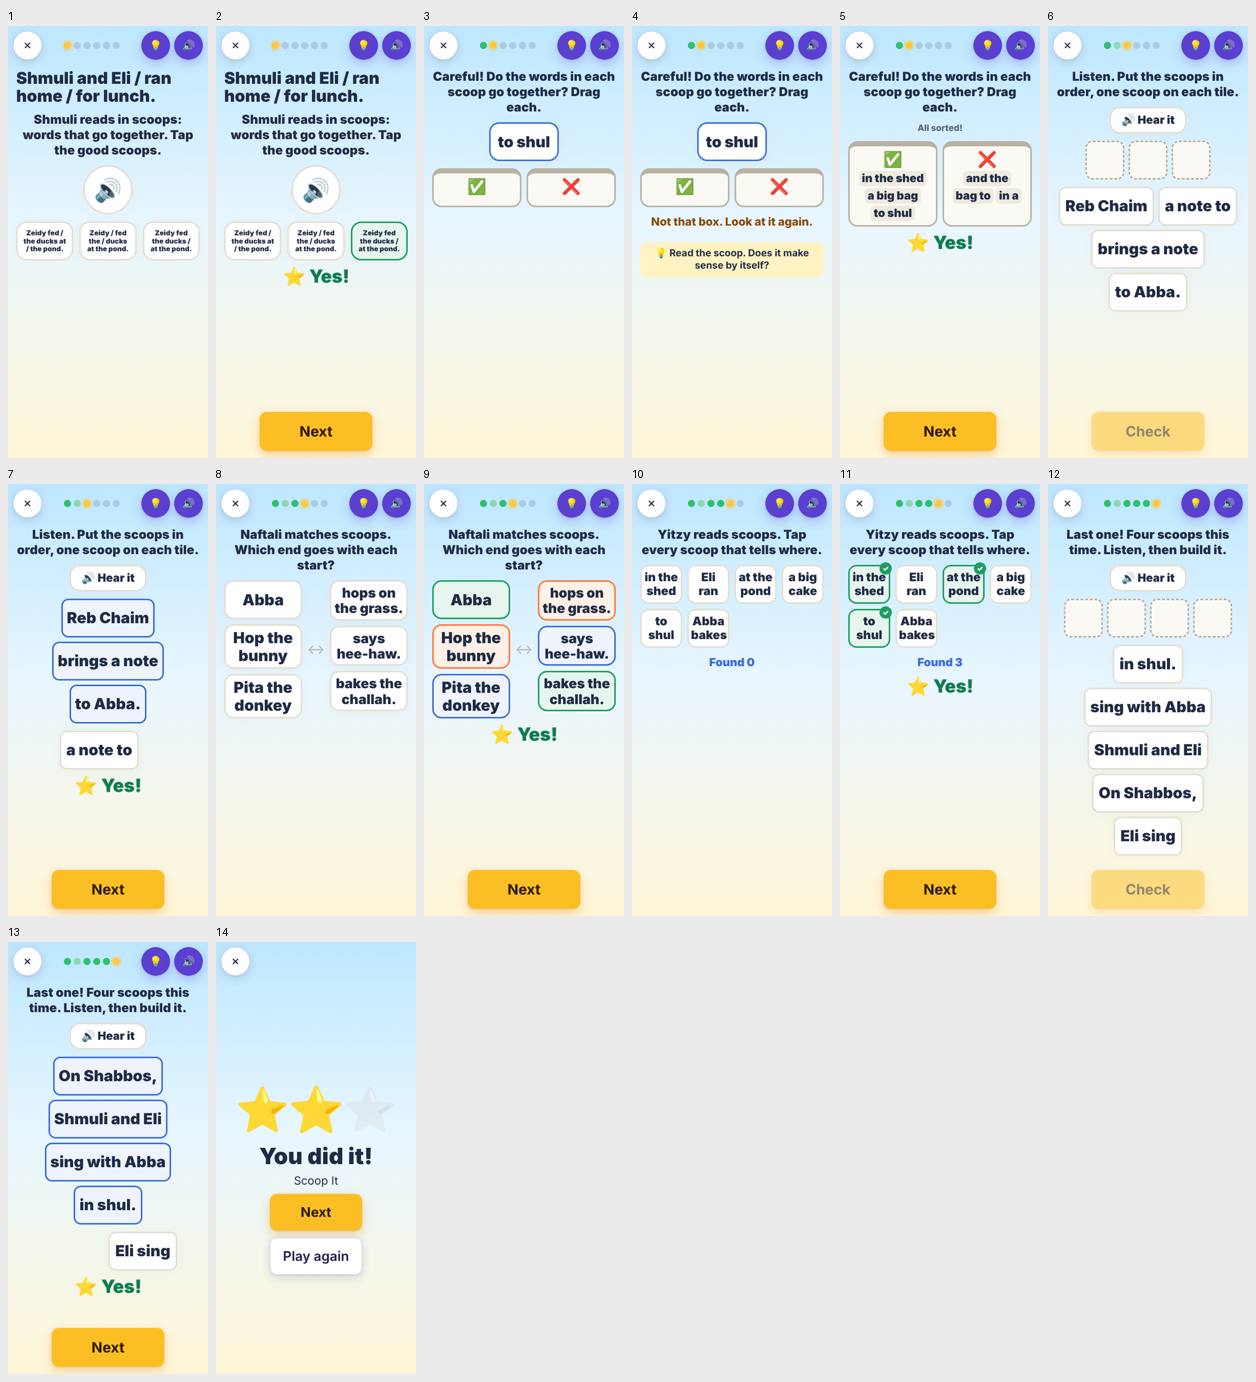 1
Shmuli and Eli / ran
home / for lunch.
Shmuli reads in scoops:
words that go together. Tap
the good scoops.
Zeidy fed /
the ducks at
/ the pond.
Zeidy / fed
the / ducks
at the pond.
Zeidy fed
the ducks /
at the pond.
2
Shmuli and Eli / ran
home / for lunch.
Shmuli reads in scoops:
words that go together. Tap
the good scoops.
Zeidy fed /
the ducks at
/ the pond.
Zeidy / fed
the / ducks
at the pond.
Zeidy fed
the ducks /
at the pond.
Yes!
Next
3
Careful! Do the words in each
scoop go together? Drag
each.
to shul
4
Careful! Do the words in each
scoop go together? Drag
each.
to shul
Not that box. Look at it again.
Read the scoop. Does it make
sense by itself?
5
Careful! Do the words in each
scoop go together? Drag
each.
All sorted!
in the shed
a big bag
to shul
and the
bag to in a
Yes!
Next
6
Listen. Put the scoops in
order, one scoop on each tile.
Hear it
Reb Chaim
a note to
brings a note
to Abba.
Check
7
Listen. Put the scoops in
order, one scoop on each tile.
Hear it
Reb Chaim
brings a note
to Abba.
a note to
Yes!
Next
8
Naftali matches scoops.
Which end goes with each
start?
Abba
hops on
the grass.
Hop the
bunny
says
hee-haw.
Pita the
donkey
bakes the
challah.
9
Naftali matches scoops.
Which end goes with each
start?
Abba
hops on
the grass.
Hop the
bunny
says
hee-haw.
Pita the
donkey
bakes the
challah.
Yes!
Next
10
Yitzy reads scoops. Tap
every scoop that tells where.
in the
shed
Eli
ran
at the
pond
a big
cake
to
shul
Abba
bakes
Found 0
11
Yitzy reads scoops. Tap
every scoop that tells where.
in the
shed
Eli
ran
at the
pond
a big
cake
to
shul
Abba
bakes
Found 3
Yes!
Next
12
Last one! Four scoops this
time. Listen, then build it.
Hear it
in shul.
sing with Abba
Shmuli and Eli
On Shabbos,
Eli sing
Check
13
Last one! Four scoops this
time. Listen, then build it.
Hear it
On Shabbos,
Shmuli and Eli
sing with Abba
in shul.
Eli sing
Yes!
Next
14
You did it!
Scoop It
Next
Play again